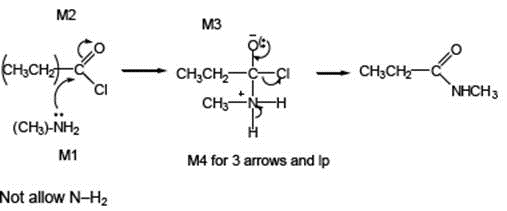 M2
M3
O
O
(CH₃CH₂)—C
Cl
CH₃CH₂—C—Cl
CH₃CH₂—C
O
CH₃—N⁺—H
NHCH₃
(CH₃)-N̈H₂
H
M1
M4 for 3 arrows and lp
Not allow N–H₂